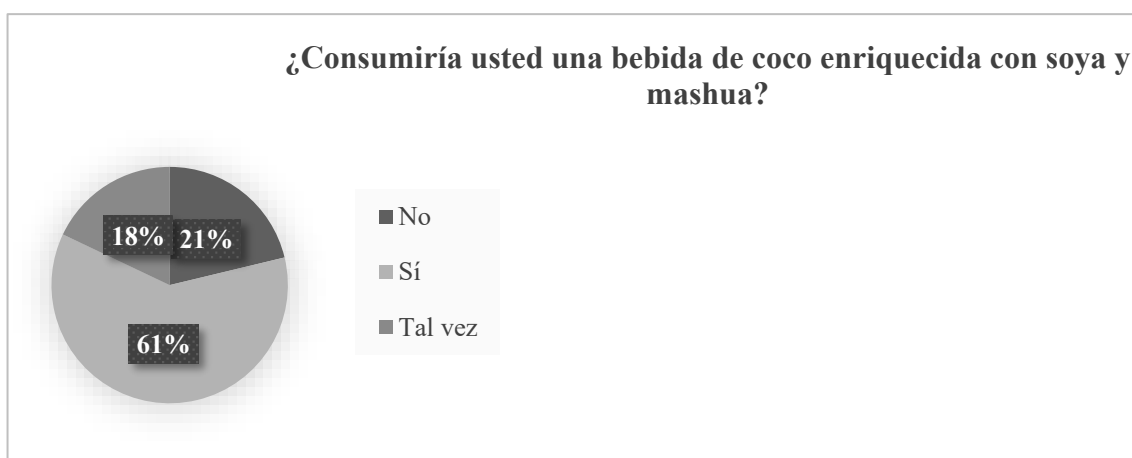 ¿Consumiría usted una bebida de coco enriquecida con soya y
mashua?
18%
21%
61%
No
Sí
Tal vez